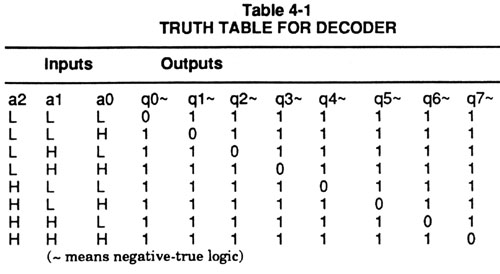 Table 4-1
TRUTH TABLE FOR DECODER
Inputs Outputs
a2 a1 a0 q0~ q1~ q2~ q3~ q4~ q5~ q6~ q7~
L L L 0 1 1 1 1 1 1 1
L L H 1 0 1 1 1 1 1 1
L H L 1 1 0 1 1 1 1 1
L H H 1 1 1 0 1 1 1 1
H L L 1 1 1 1 0 1 1 1
H L H 1 1 1 1 1 0 1 1
H H L 1 1 1 1 1 1 0 1
H H H 1 1 1 1 1 1 1 0
(~ means negative-true logic)